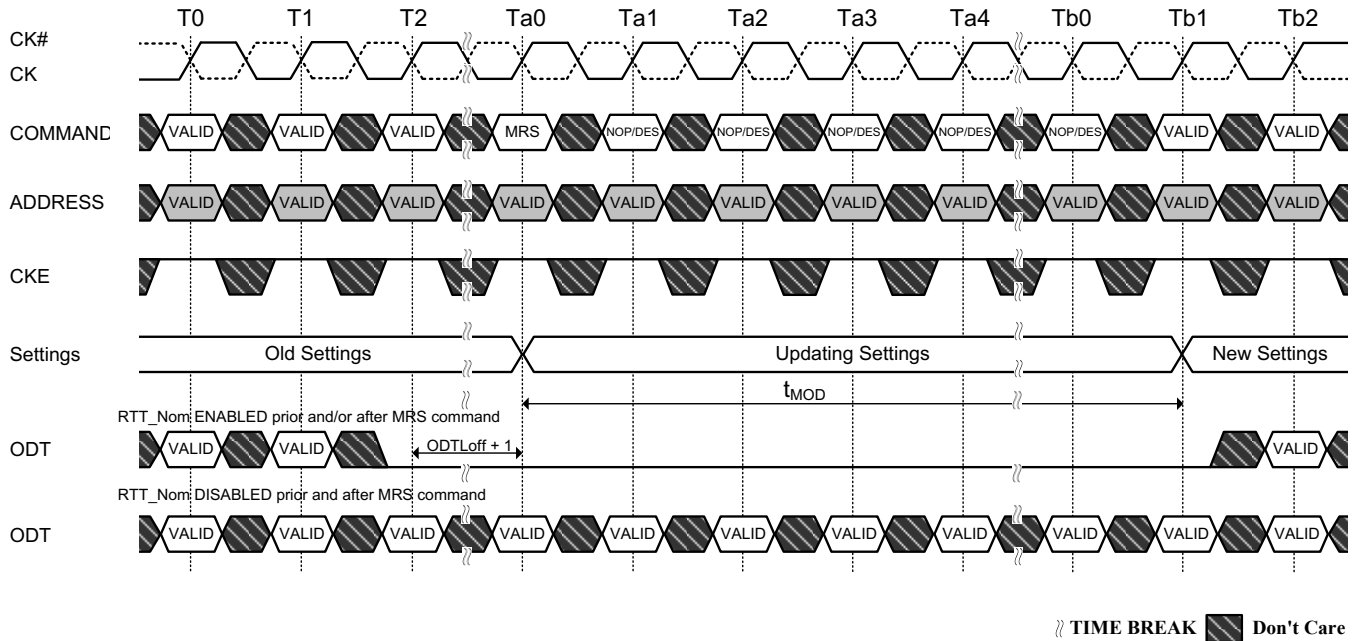 T0 T1 T2 Ta0 Ta1 Ta2 Ta3 Ta4 Tb0 Tb1 Tb2
CK#
CK
COMMAND VALID VALID VALID MRS NOP/DES NOP/DES NOP/DES NOP/DES NOP/DES VALID VALID
ADDRESS VALID VALID VALID VALID VALID VALID VALID VALID VALID VALID VALID
CKE
Settings Old Settings Updating Settings New Settings
tMOD
RTT_Nom ENABLED prior and/or after MRS command
ODT VALID VALID ODTLoff + 1 VALID
RTT_Nom DISABLED prior and after MRS command
ODT VALID VALID VALID VALID VALID VALID VALID VALID VALID VALID VALID
TIME BREAK Don't Care